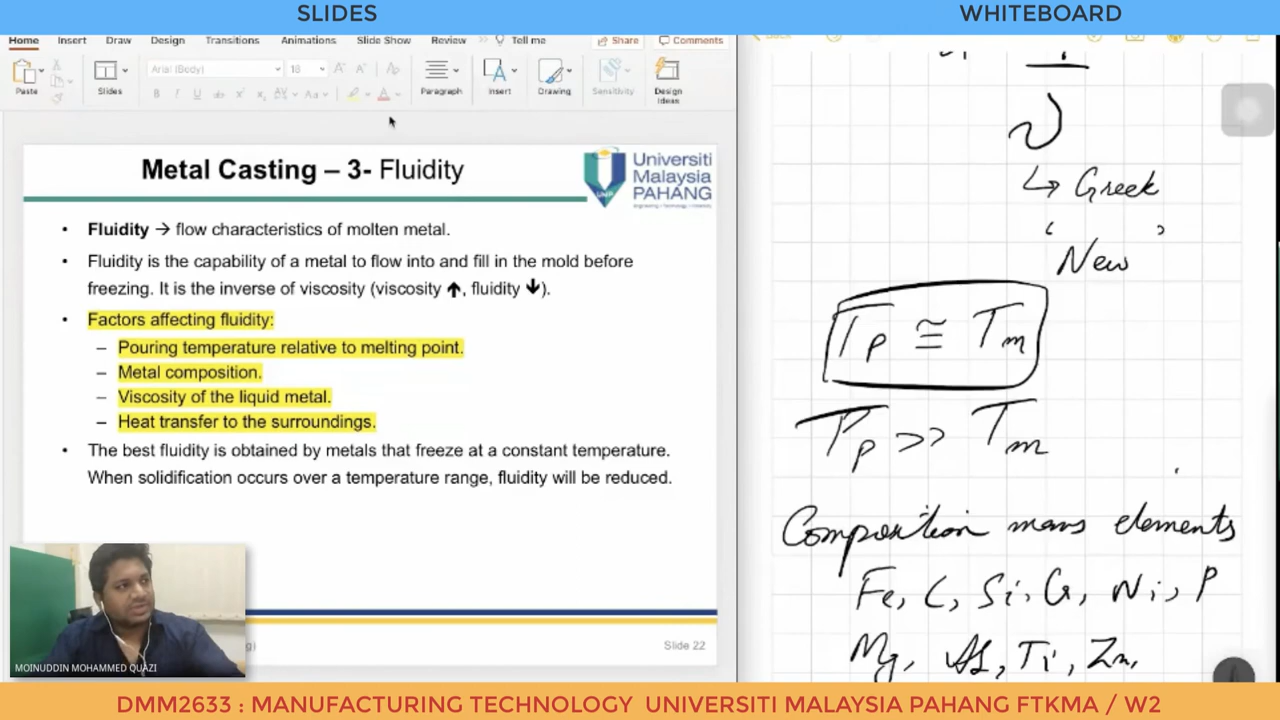 SLIDES
WHITEBOARD
Home Insert Draw Design Transitions Animations Slide Show Review >> Tell me Share Comments
Arial (Body) 18
Paste Slides Paragraph Insert Drawing Sensitivity Design Ideas
Metal Casting – 3- Fluidity
Universiti
Malaysia
PAHANG
UMP
• Fluidity → flow characteristics of molten metal.
• Fluidity is the capability of a metal to flow into and fill in the mold before
freezing. It is the inverse of viscosity (viscosity ↑, fluidity ↓).
• Factors affecting fluidity:
– Pouring temperature relative to melting point.
– Metal composition.
– Viscosity of the liquid metal.
– Heat transfer to the surroundings.
• The best fluidity is obtained by metals that freeze at a constant temperature.
When solidification occurs over a temperature range, fluidity will be reduced.
Slide 22
MOINUDDIN MOHAMMED QUAZI
↳ Greek
‘ ’
New
Tp ≅ Tm
Tp >> Tm
Composition means elements
Fe, C, Si, Cr, Ni, P
Mg, Al, Ti, Zn,
DMM2633 : MANUFACTURING TECHNOLOGY UNIVERSITI MALAYSIA PAHANG FTKMA / W2